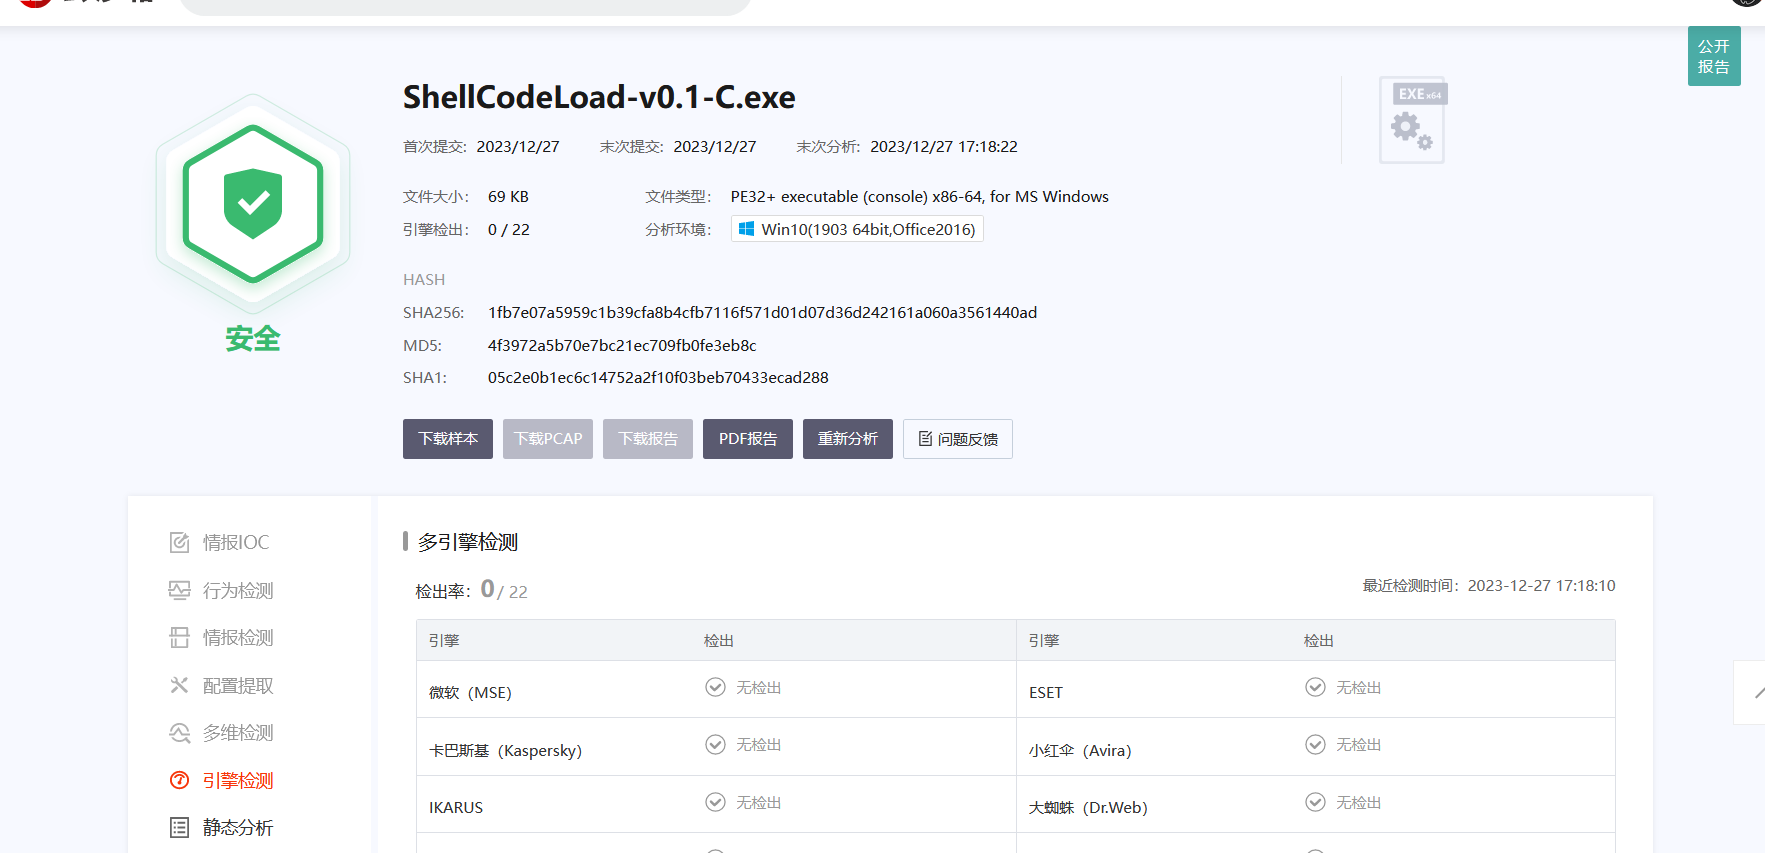 公开
报告
ShellCodeLoad-v0.1-C.exe
EXE x64
首次提交: 2023/12/27 末次提交: 2023/12/27 末次分析: 2023/12/27 17:18:22
文件大小: 69 KB 文件类型: PE32+ executable (console) x86-64, for MS Windows
引擎检出: 0 / 22 分析环境: Win10(1903 64bit,Office2016)
HASH
SHA256: 1fb7e07a5959c1b39cfa8b4cfb7116f571d01d07d36d242161a060a3561440ad
安全
MD5: 4f3972a5b70e7bc21ec709fb0fe3eb8c
SHA1: 05c2e0b1ec6c14752a2f10f03beb70433ecad288
下载样本 下载PCAP 下载报告 PDF报告 重新分析 问题反馈
情报IOC
行为检测
情报检测
配置提取
多维检测
引擎检测
静态分析
多引擎检测
检出率: 0 / 22 最近检测时间: 2023-12-27 17:18:10
引擎 检出 引擎 检出
微软（MSE） 无检出 ESET 无检出
卡巴斯基（Kaspersky） 无检出 小红伞（Avira） 无检出
IKARUS 无检出 大蜘蛛（Dr.Web） 无检出